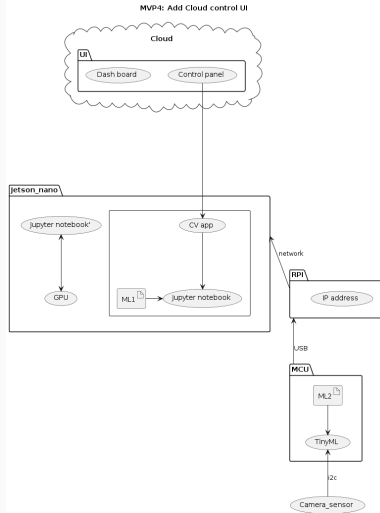 MVP4: Add Cloud control UI
Cloud
UI
Dash board
Control panel
Jetson_nano
Jupyter notebook'
CV app
GPU
ML1
Jupyter notebook
network
RPI
IP address
USB
MCU
ML2
TinyML
i2c
Camera_sensor